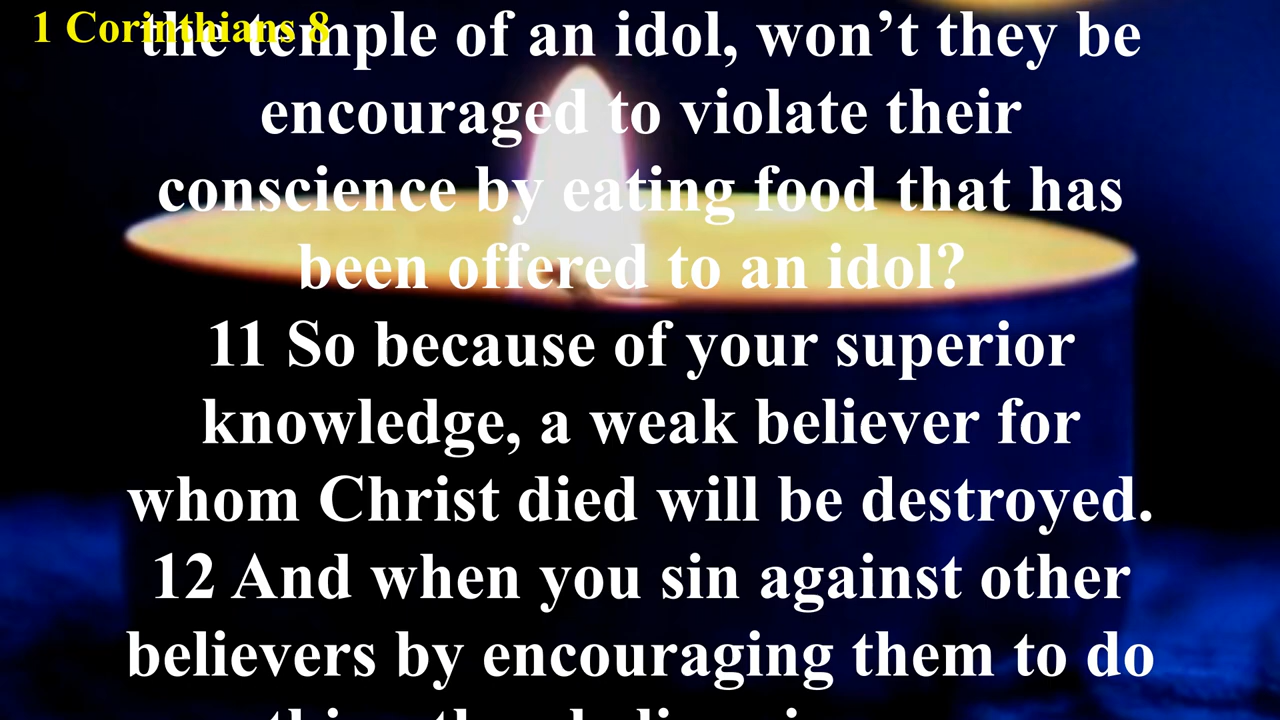 1 Corinthians 8
the temple of an idol, won’t they be
encouraged to violate their
conscience by eating food that has
been offered to an idol?
11 So because of your superior
knowledge, a weak believer for
whom Christ died will be destroyed.
12 And when you sin against other
believers by encouraging them to do